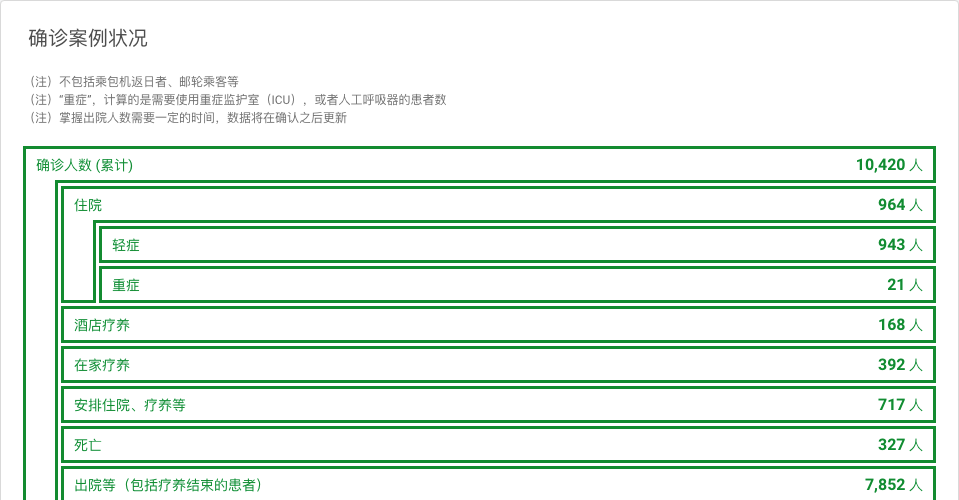 确诊案例状况
（注）不包括乘包机返日者、邮轮乘客等
（注）“重症”，计算的是需要使用重症监护室（ICU），或者人工呼吸器的患者数
（注）掌握出院人数需要一定的时间，数据将在确认之后更新
确诊人数 (累计) 10,420 人
住院 964 人
轻症 943 人
重症 21 人
酒店疗养 168 人
在家疗养 392 人
安排住院、疗养等 717 人
死亡 327 人
出院等（包括疗养结束的患者） 7,852 人